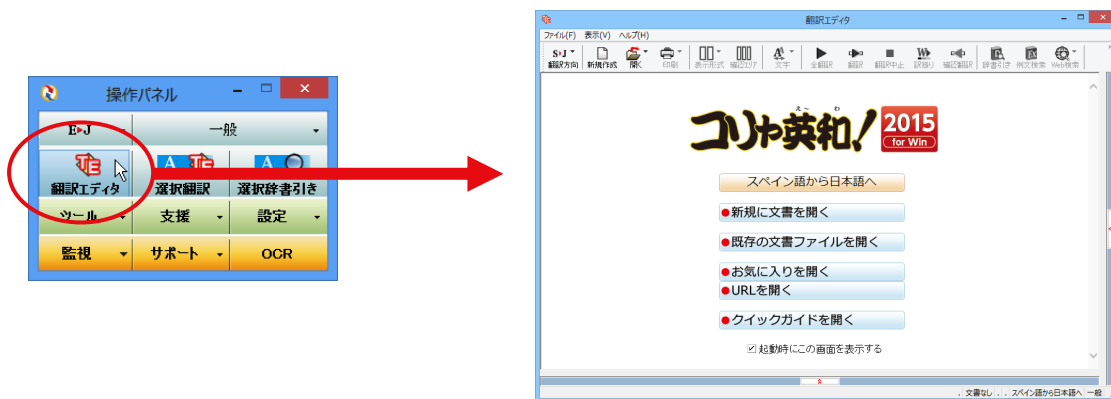 操作パネル
E▶J
一般
翻訳エディタ
選択翻訳
選択辞書引き
ツール
支援
設定
監視
サポート
OCR
翻訳エディタ
ファイル(F) 表示(V) ヘルプ(H)
S▶J
翻訳方向 新規作成 開く 印刷 表示形式 確認エリア 文字 全翻訳 翻訳 翻訳中止 訳振り 確認翻訳 辞書引き 例文検索 Web検索
えーわ
コリャ英和! 2015
for Win
スペイン語から日本語へ
新規に文書を開く
既存の文書ファイルを開く
お気に入りを開く
URLを開く
クイックガイドを開く
起動時にこの画面を表示する
文書なし スペイン語から日本語へ 一般